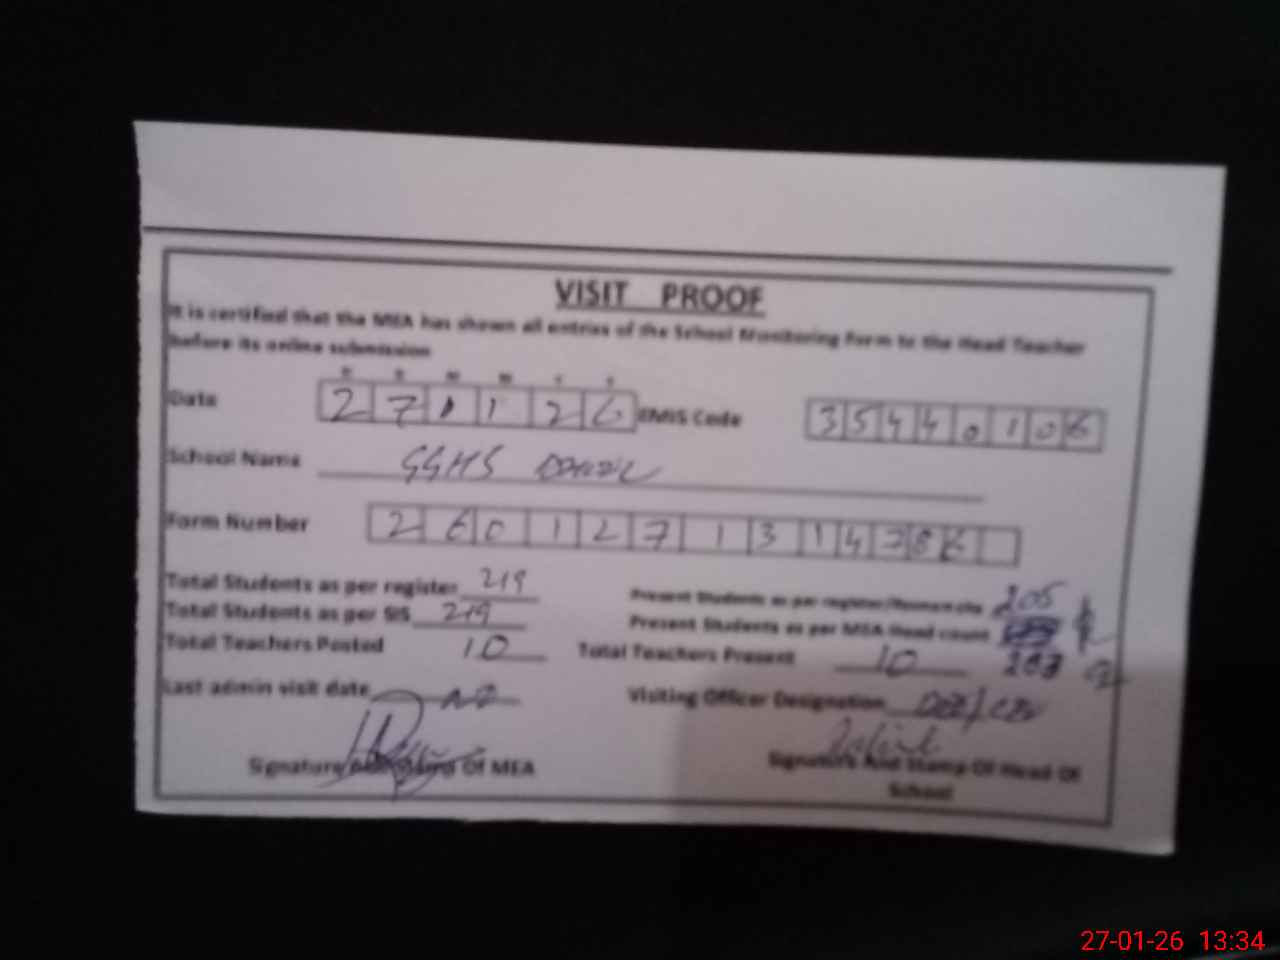 VISIT PROOF
It is certified that the MEA has shown all entries of the School Monitoring Form to the Head Teacher
before its online submission
D D M M Y Y
Date 2 7 0 1 2 6 EMIS Code 3 5 4 4 0 1 0 6
School Name GGHS
Form Number 2 6 0 1 2 7 1 3 1 4
Total Students as per register 219 Present Students as per register/ 205
Total Students as per SIS 219 Present Students as per MEA Head count 203
Total Teachers Posted 10 Total Teachers Present 10
Last admin visit date Visiting Officer Designation
Signature And Stamp Of MEA Signature And Stamp Of Head Of
School
27-01-26 13:34